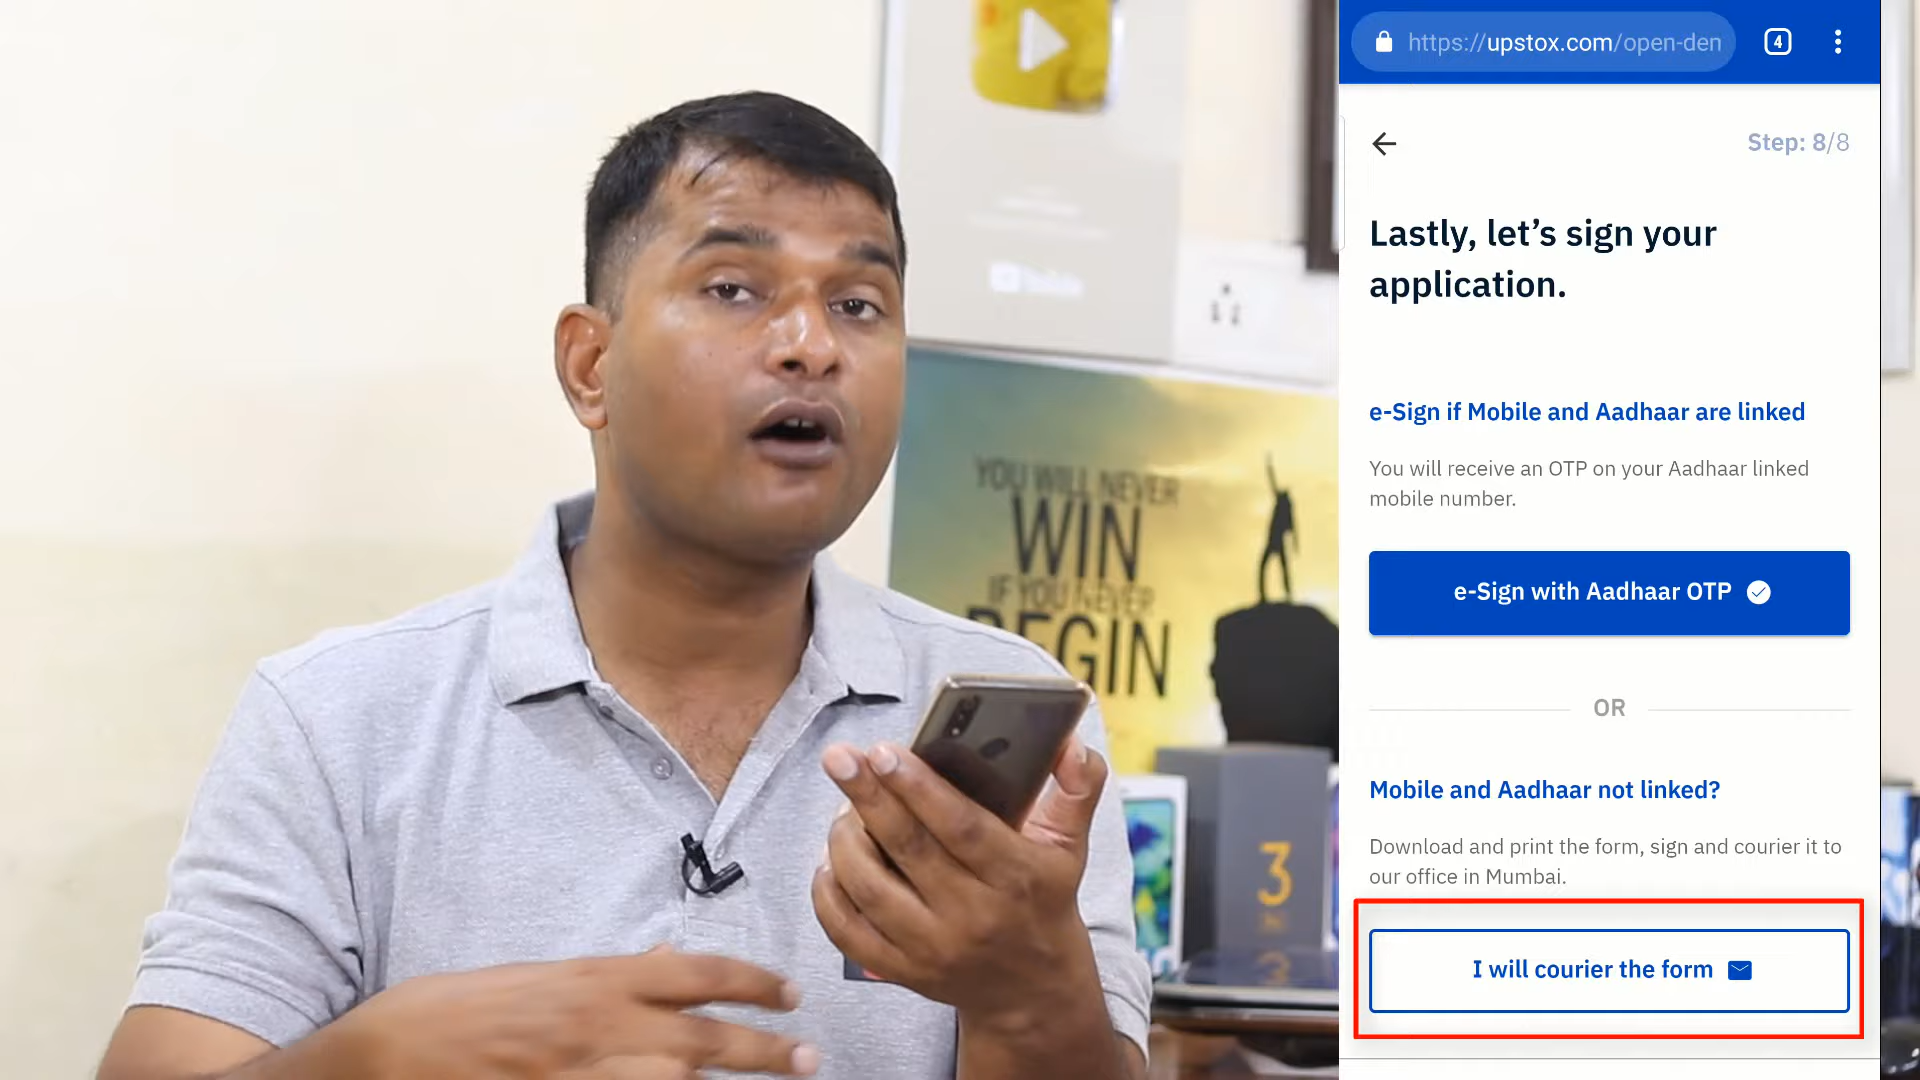 https://upstox.com/open-den
4
Step: 8/8
Lastly, let’s sign your
application.
e-Sign if Mobile and Aadhaar are linked
You will receive an OTP on your Aadhaar linked
mobile number.
e-Sign with Aadhaar OTP
OR
Mobile and Aadhaar not linked?
Download and print the form, sign and courier it to
our office in Mumbai.
I will courier the form
YouTube
YOU WILL NEVER
WIN
IF YOU NEVER
BEGIN
3